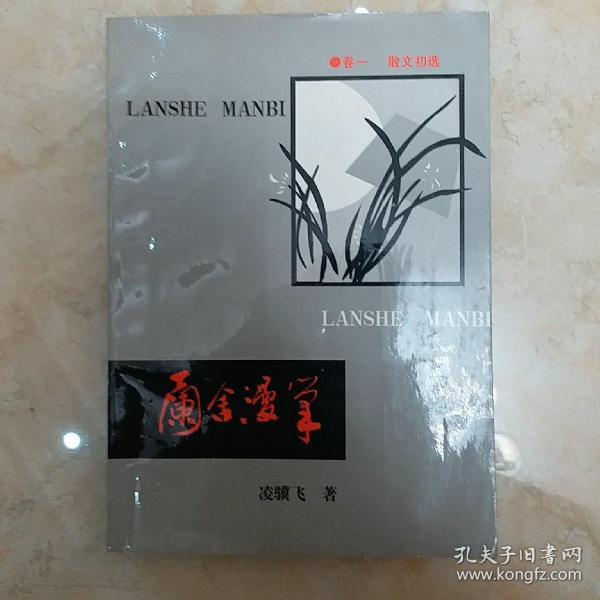 ●卷一 散文初选
LANSHE MANBI
LANSHE MANBI
蘭舍漫笔
凌骥飞 著
孔夫子旧书网
www.kongfz.com